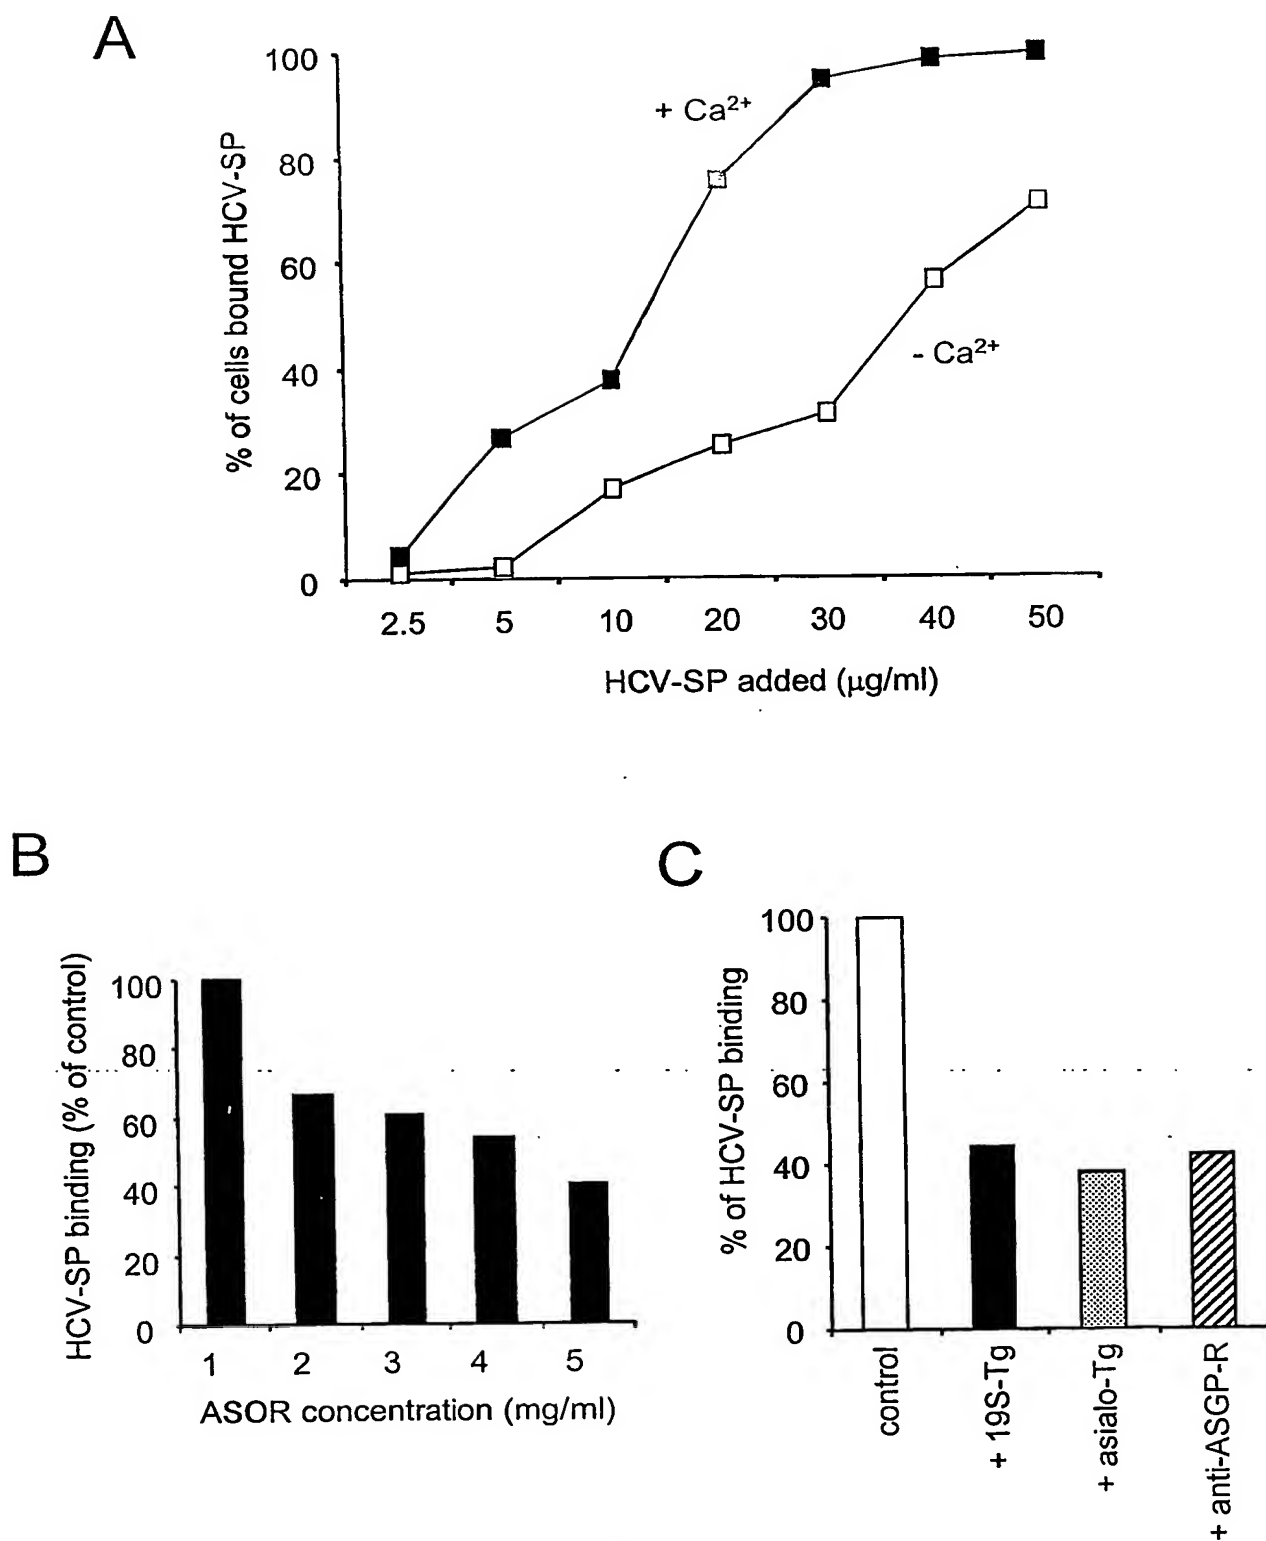 A
100
80
60
40
20
0
% of cells bound HCV-SP
+ Ca²⁺
- Ca²⁺
2.5 5 10 20 30 40 50
HCV-SP added (µg/ml)
B
100
80
60
40
20
0
HCV-SP binding (% of control)
1 2 3 4 5
ASOR concentration (mg/ml)
C
100
80
60
40
20
0
% of HCV-SP binding
control
+ 19S-Tg
+ asialo-Tg
+ anti-ASGP-R